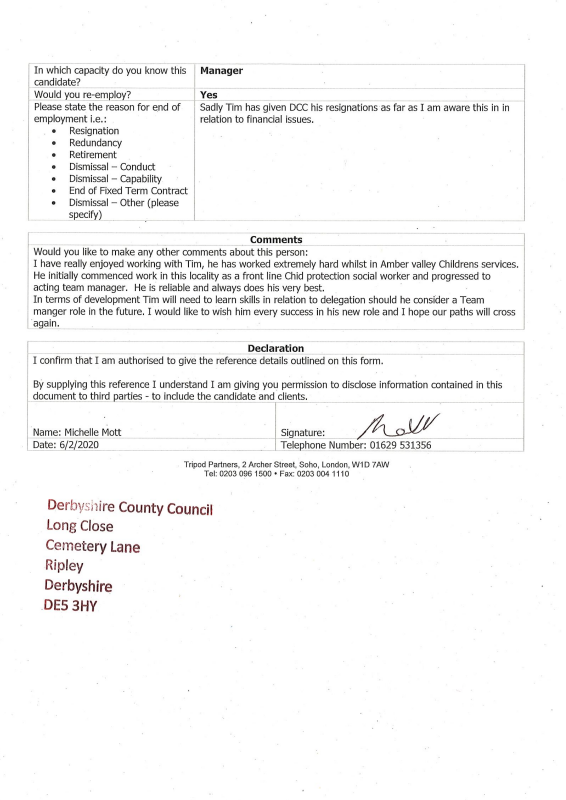 In which capacity do you know this
candidate?
Manager
Would you re-employ?
Yes
Please state the reason for end of
employment i.e.:
• Resignation
• Redundancy
• Retirement
• Dismissal – Conduct
• Dismissal – Capability
• End of Fixed Term Contract
• Dismissal – Other (please
specify)
Sadly Tim has given DCC his resignations as far as I am aware this in in
relation to financial issues.
Comments
Would you like to make any other comments about this person:
I have really enjoyed working with Tim, he has worked extremely hard whilst in Amber valley Childrens services.
He initially commenced work in this locality as a front line Chid protection social worker and progressed to
acting team manager.  He is reliable and always does his very best.
In terms of development Tim will need to learn skills in relation to delegation should he consider a Team
manger role in the future. I would like to wish him every success in his new role and I hope our paths will cross
again.
Declaration
I confirm that I am authorised to give the reference details outlined on this form.
By supplying this reference I understand I am giving you permission to disclose information contained in this
document to third parties - to include the candidate and clients.
Name: Michelle Mott
Signature: Mott
Date: 6/2/2020
Telephone Number: 01629 531356
Tripod Partners, 2 Archer Street, Soho, London, W1D 7AW
Tel: 0203 096 1500 • Fax: 0203 004 1110
Derbyshire County Council
Long Close
Cemetery Lane
Ripley
Derbyshire
DE5 3HY